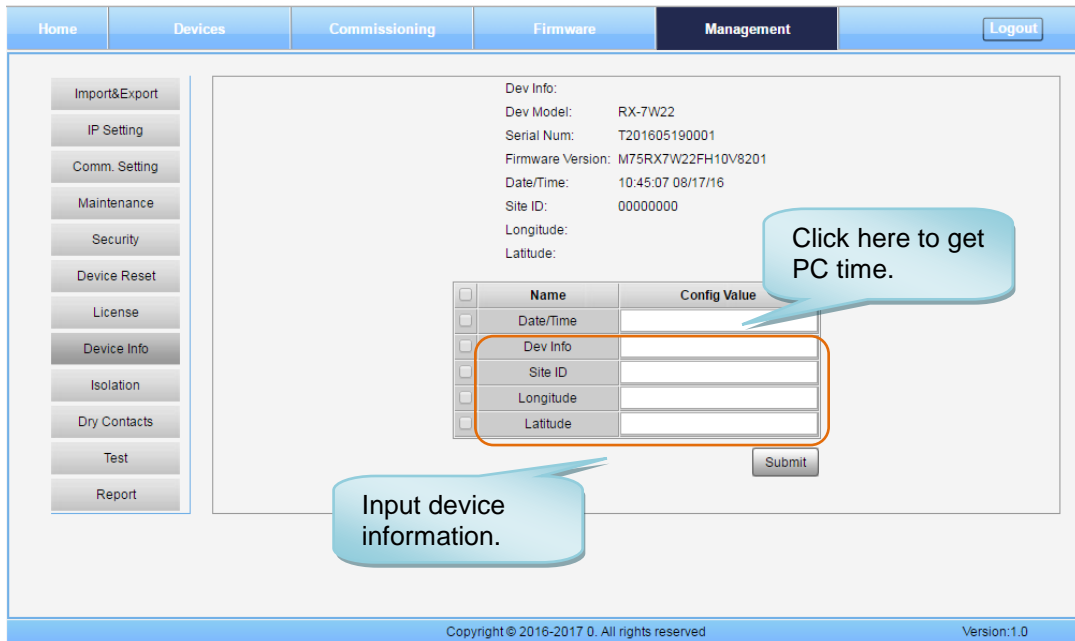 Home Devices Commissioning Firmware Management Logout
Import&Export
IP Setting
Comm. Setting
Maintenance
Security
Device Reset
License
Device Info
Isolation
Dry Contacts
Test
Report
Dev Info:
Dev Model: RX-7W22
Serial Num: T201605190001
Firmware Version: M75RX7W22FH10V8201
Date/Time: 10:45:07 08/17/16
Site ID: 00000000
Longitude:
Latitude:
Click here to get
PC time.
Name Config Value
Date/Time
Dev Info
Site ID
Longitude
Latitude
Submit
Input device
information.
Copyright © 2016-2017 0. All rights reserved Version:1.0